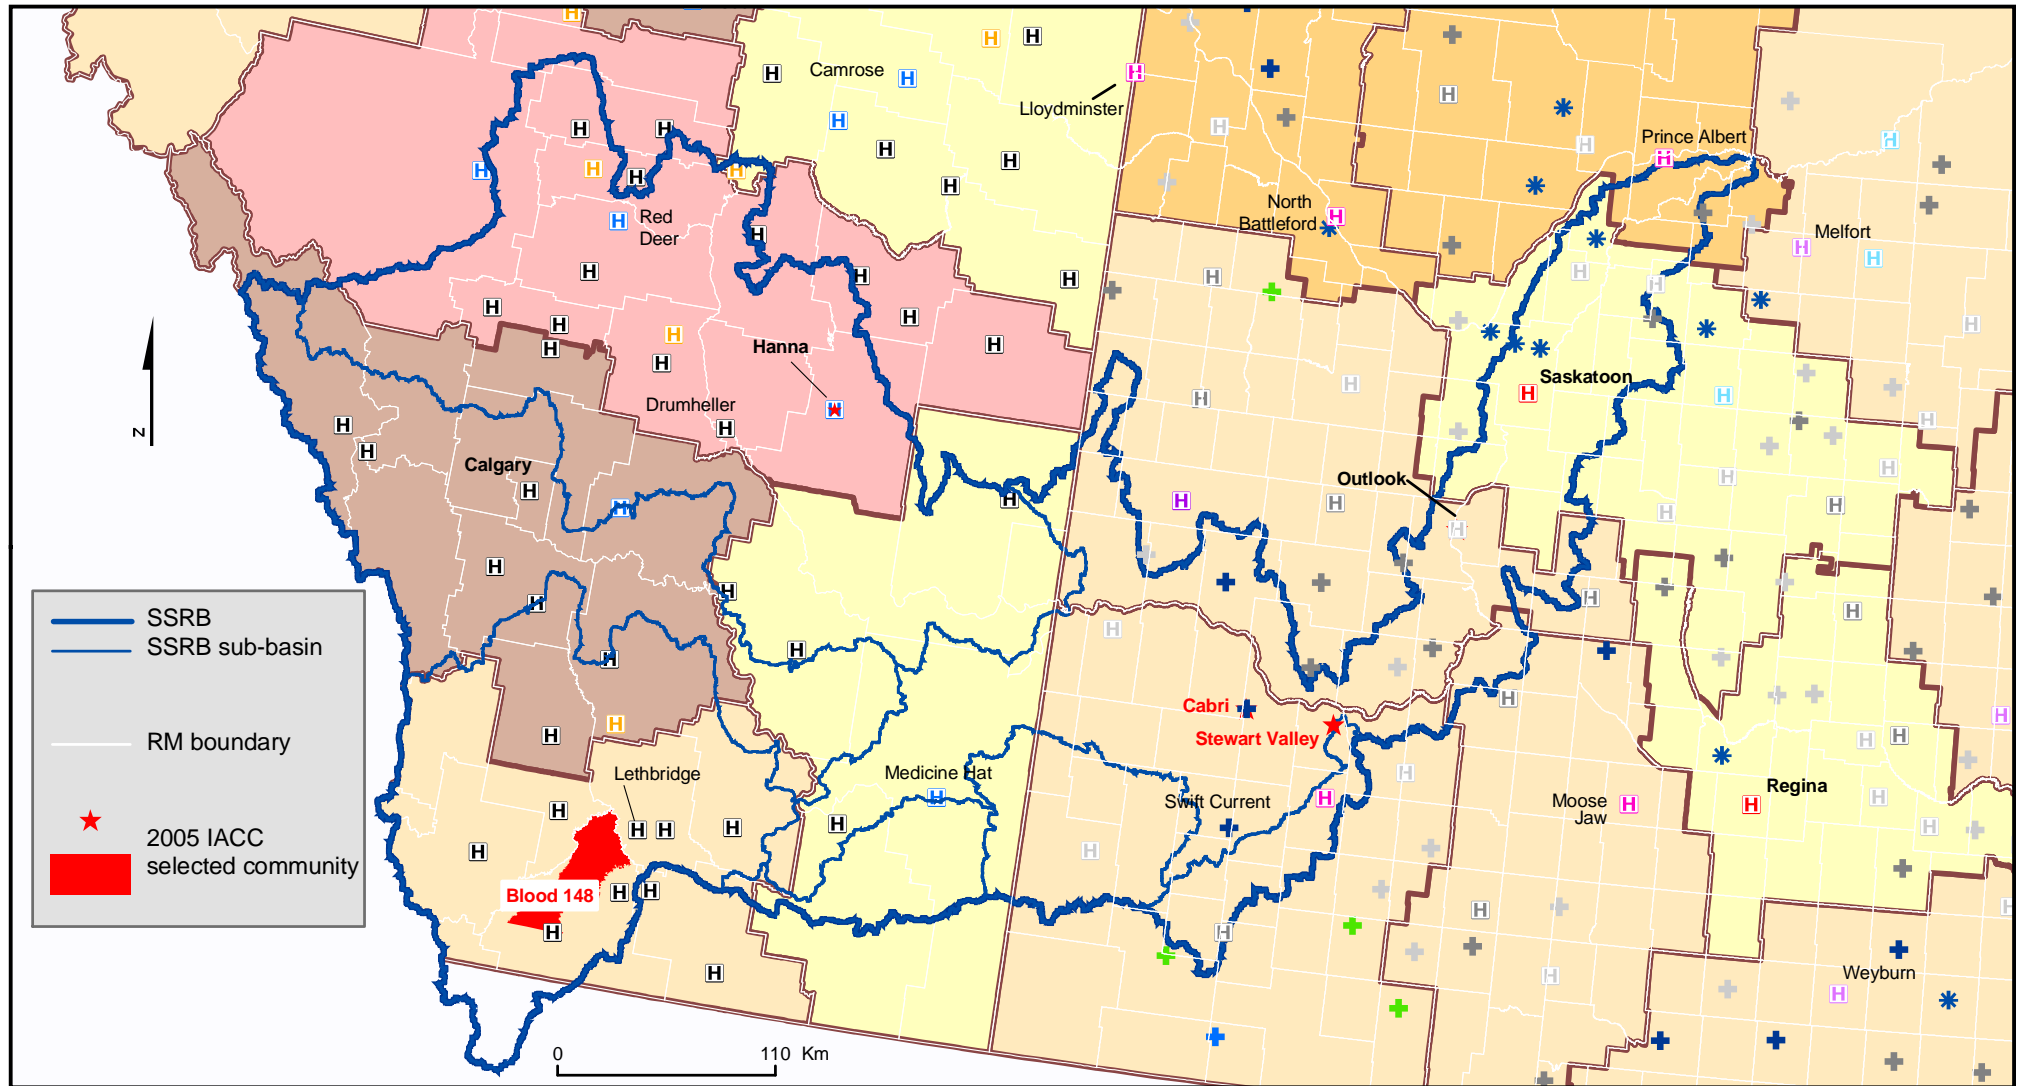 Camrose
Lloydminster
Prince Albert
North
Battleford
Melfort
Red
Deer
Hanna
Saskatoon
Drumheller
Calgary
Outlook
N
SSRB
SSRB sub-basin
RM boundary
2005 IACC
selected community
Cabri
Stewart Valley
Lethbridge
Medicine Hat
Swift Current
Moose
Jaw
Regina
Blood 148
Weyburn
0 110 Km